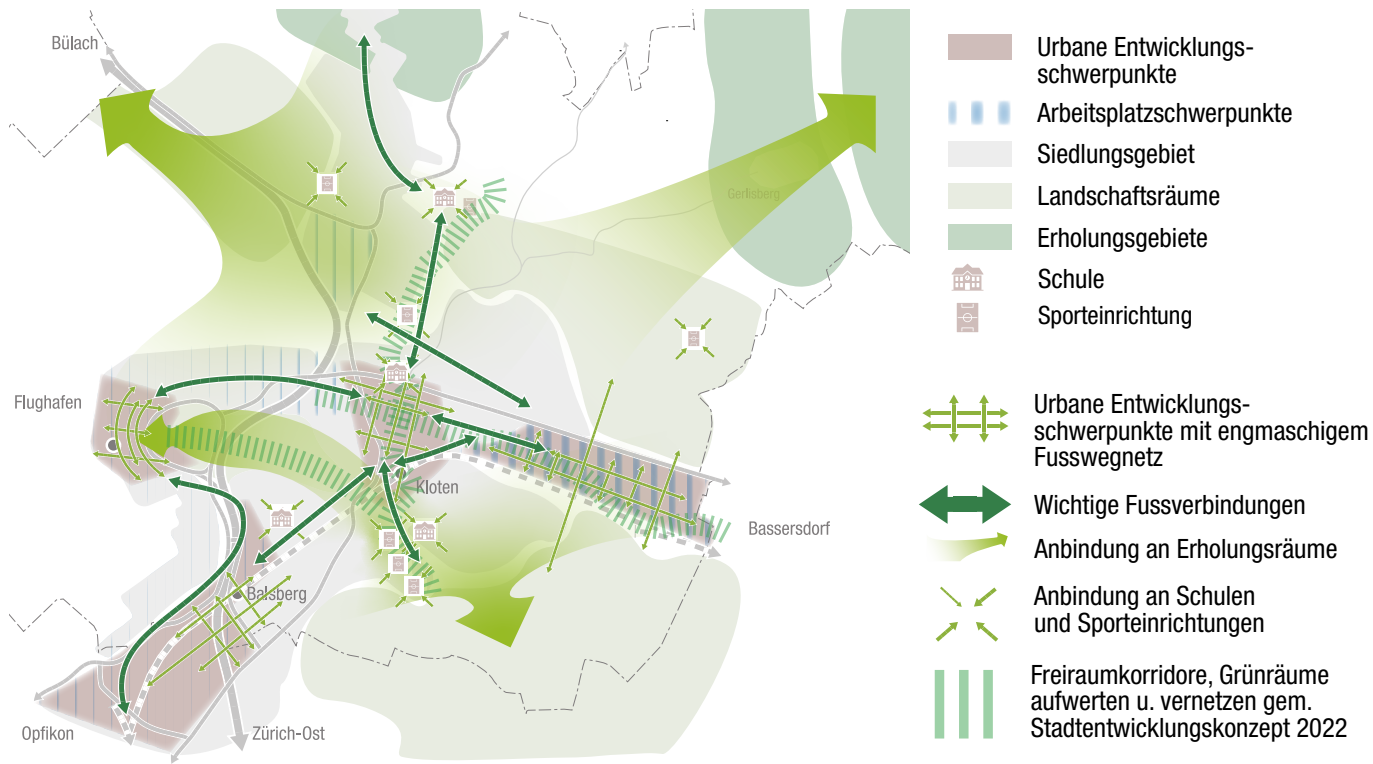 Bülach
Gerlisberg
Flughafen
Kloten
Bassersdorf
Balsberg
Opfikon
Zürich-Ost
Urbane Entwicklungs-
schwerpunkte
Arbeitsplatzschwerpunkte
Siedlungsgebiet
Landschaftsräume
Erholungsgebiete
Schule
Sporteinrichtung
Urbane Entwicklungs-
schwerpunkte mit engmaschigem
Fusswegnetz
Wichtige Fussverbindungen
Anbindung an Erholungsräume
Anbindung an Schulen
und Sporteinrichtungen
Freiraumkorridore, Grünräume
aufwerten u. vernetzen gem.
Stadtentwicklungskonzept 2022